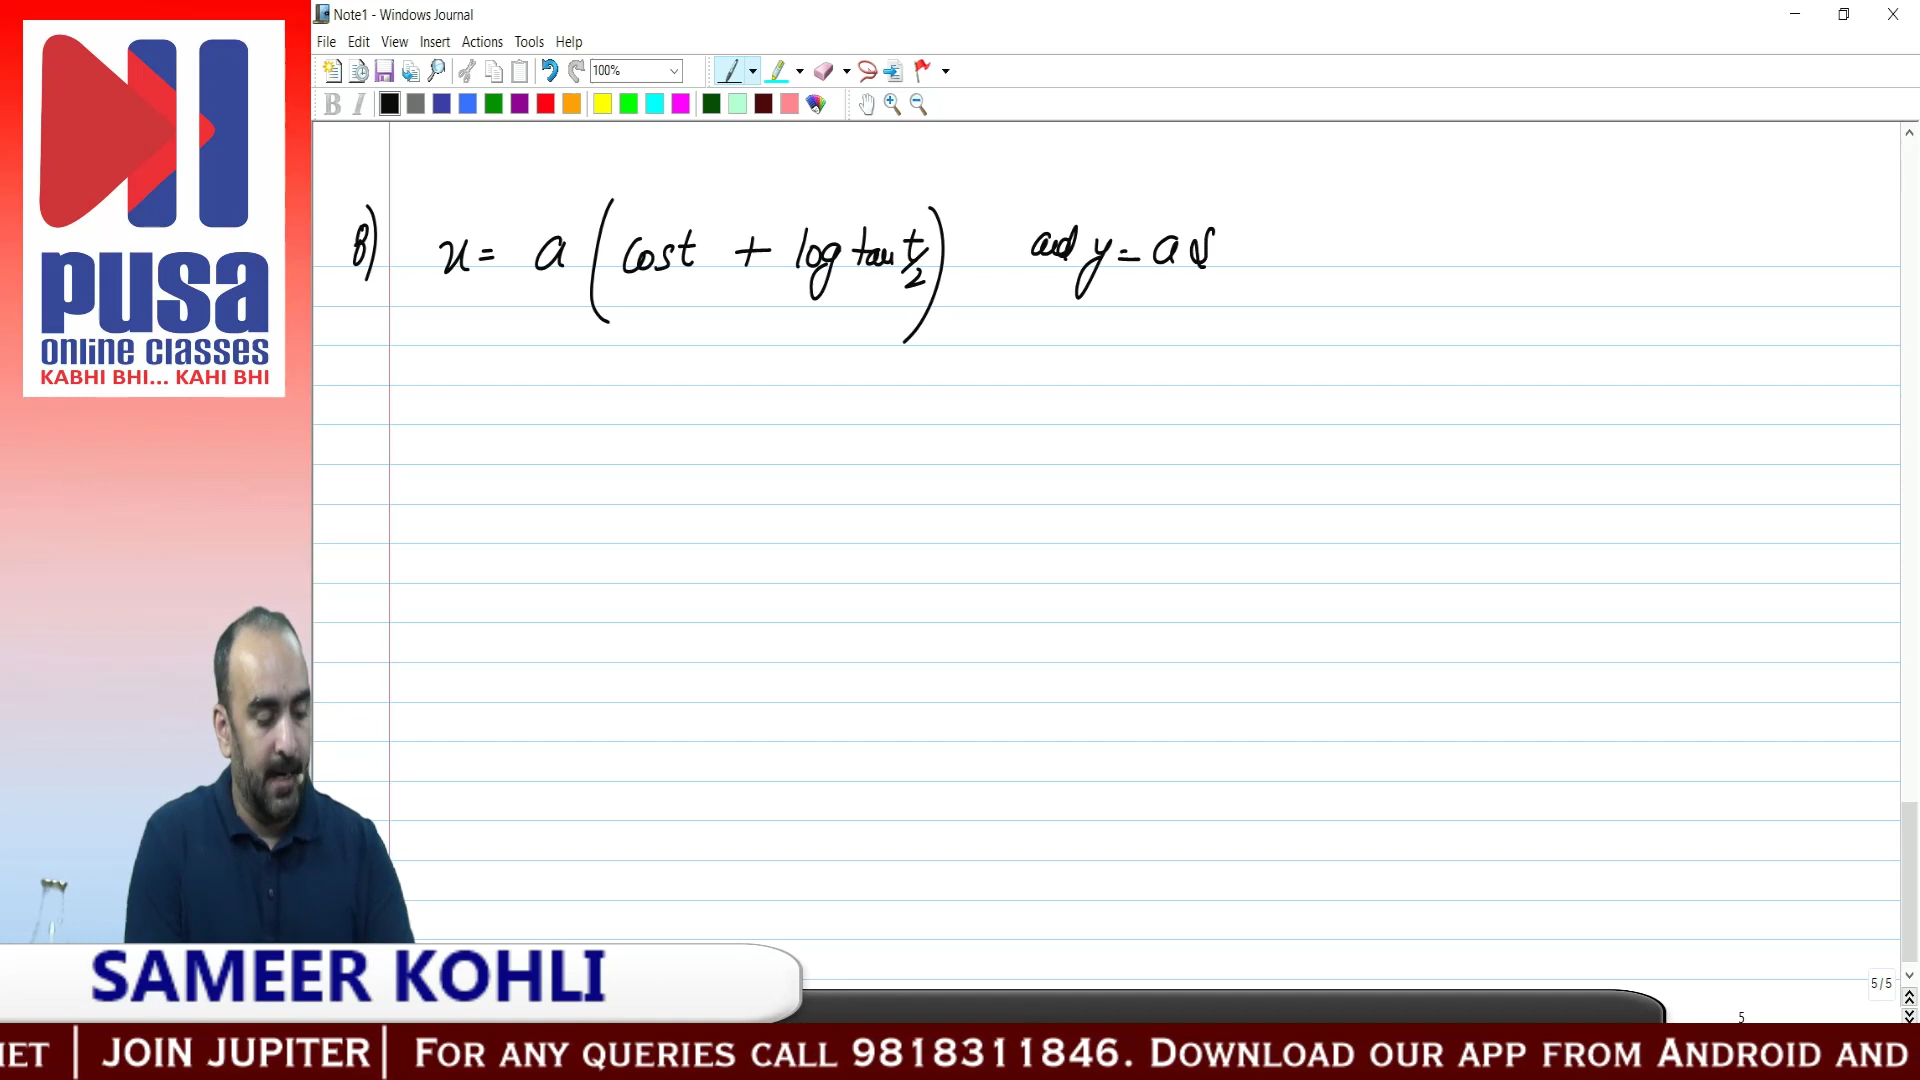 Note1 - Windows Journal
File Edit View Insert Actions Tools Help
100%
B I
8) x = a (cost + log tan t/2) and y = a s
PUSA
ONLINE CLASSES
KABHI BHI... KAHI BHI
5 / 5
5
SAMEER KOHLI
IET | JOIN JUPITER | FOR ANY QUERIES CALL 9818311846. DOWNLOAD OUR APP FROM ANDROID AND